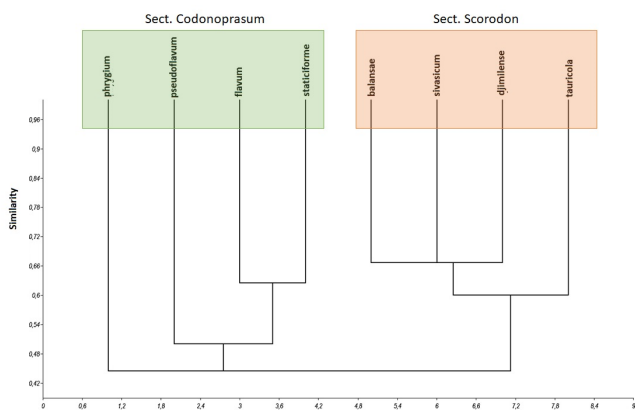 Sect. Codonoprasum
Sect. Scorodon
phrygium
pseudoflavum
flavum
staticiforme
balansae
sivasicum
djimilense
tauricola
Similarity
0,96
0,9
0,84
0,78
0,72
0,66
0,6
0,54
0,48
0,42
0 0,6 1,2 1,8 2,4 3 3,6 4,2 4,8 5,4 6 6,6 7,2 7,8 8,4 9